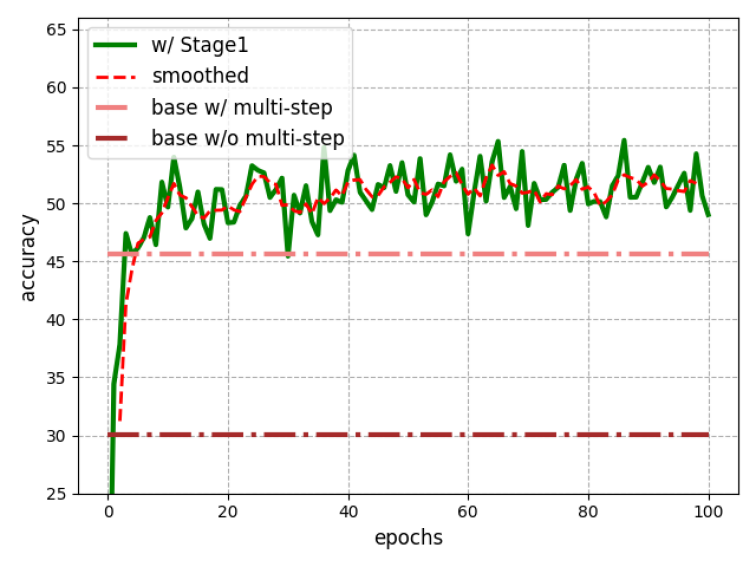 65
60
55
50
45
40
35
30
25
accuracy
w/ Stage1
smoothed
base w/ multi-step
base w/o multi-step
0 20 40 60 80 100
epochs